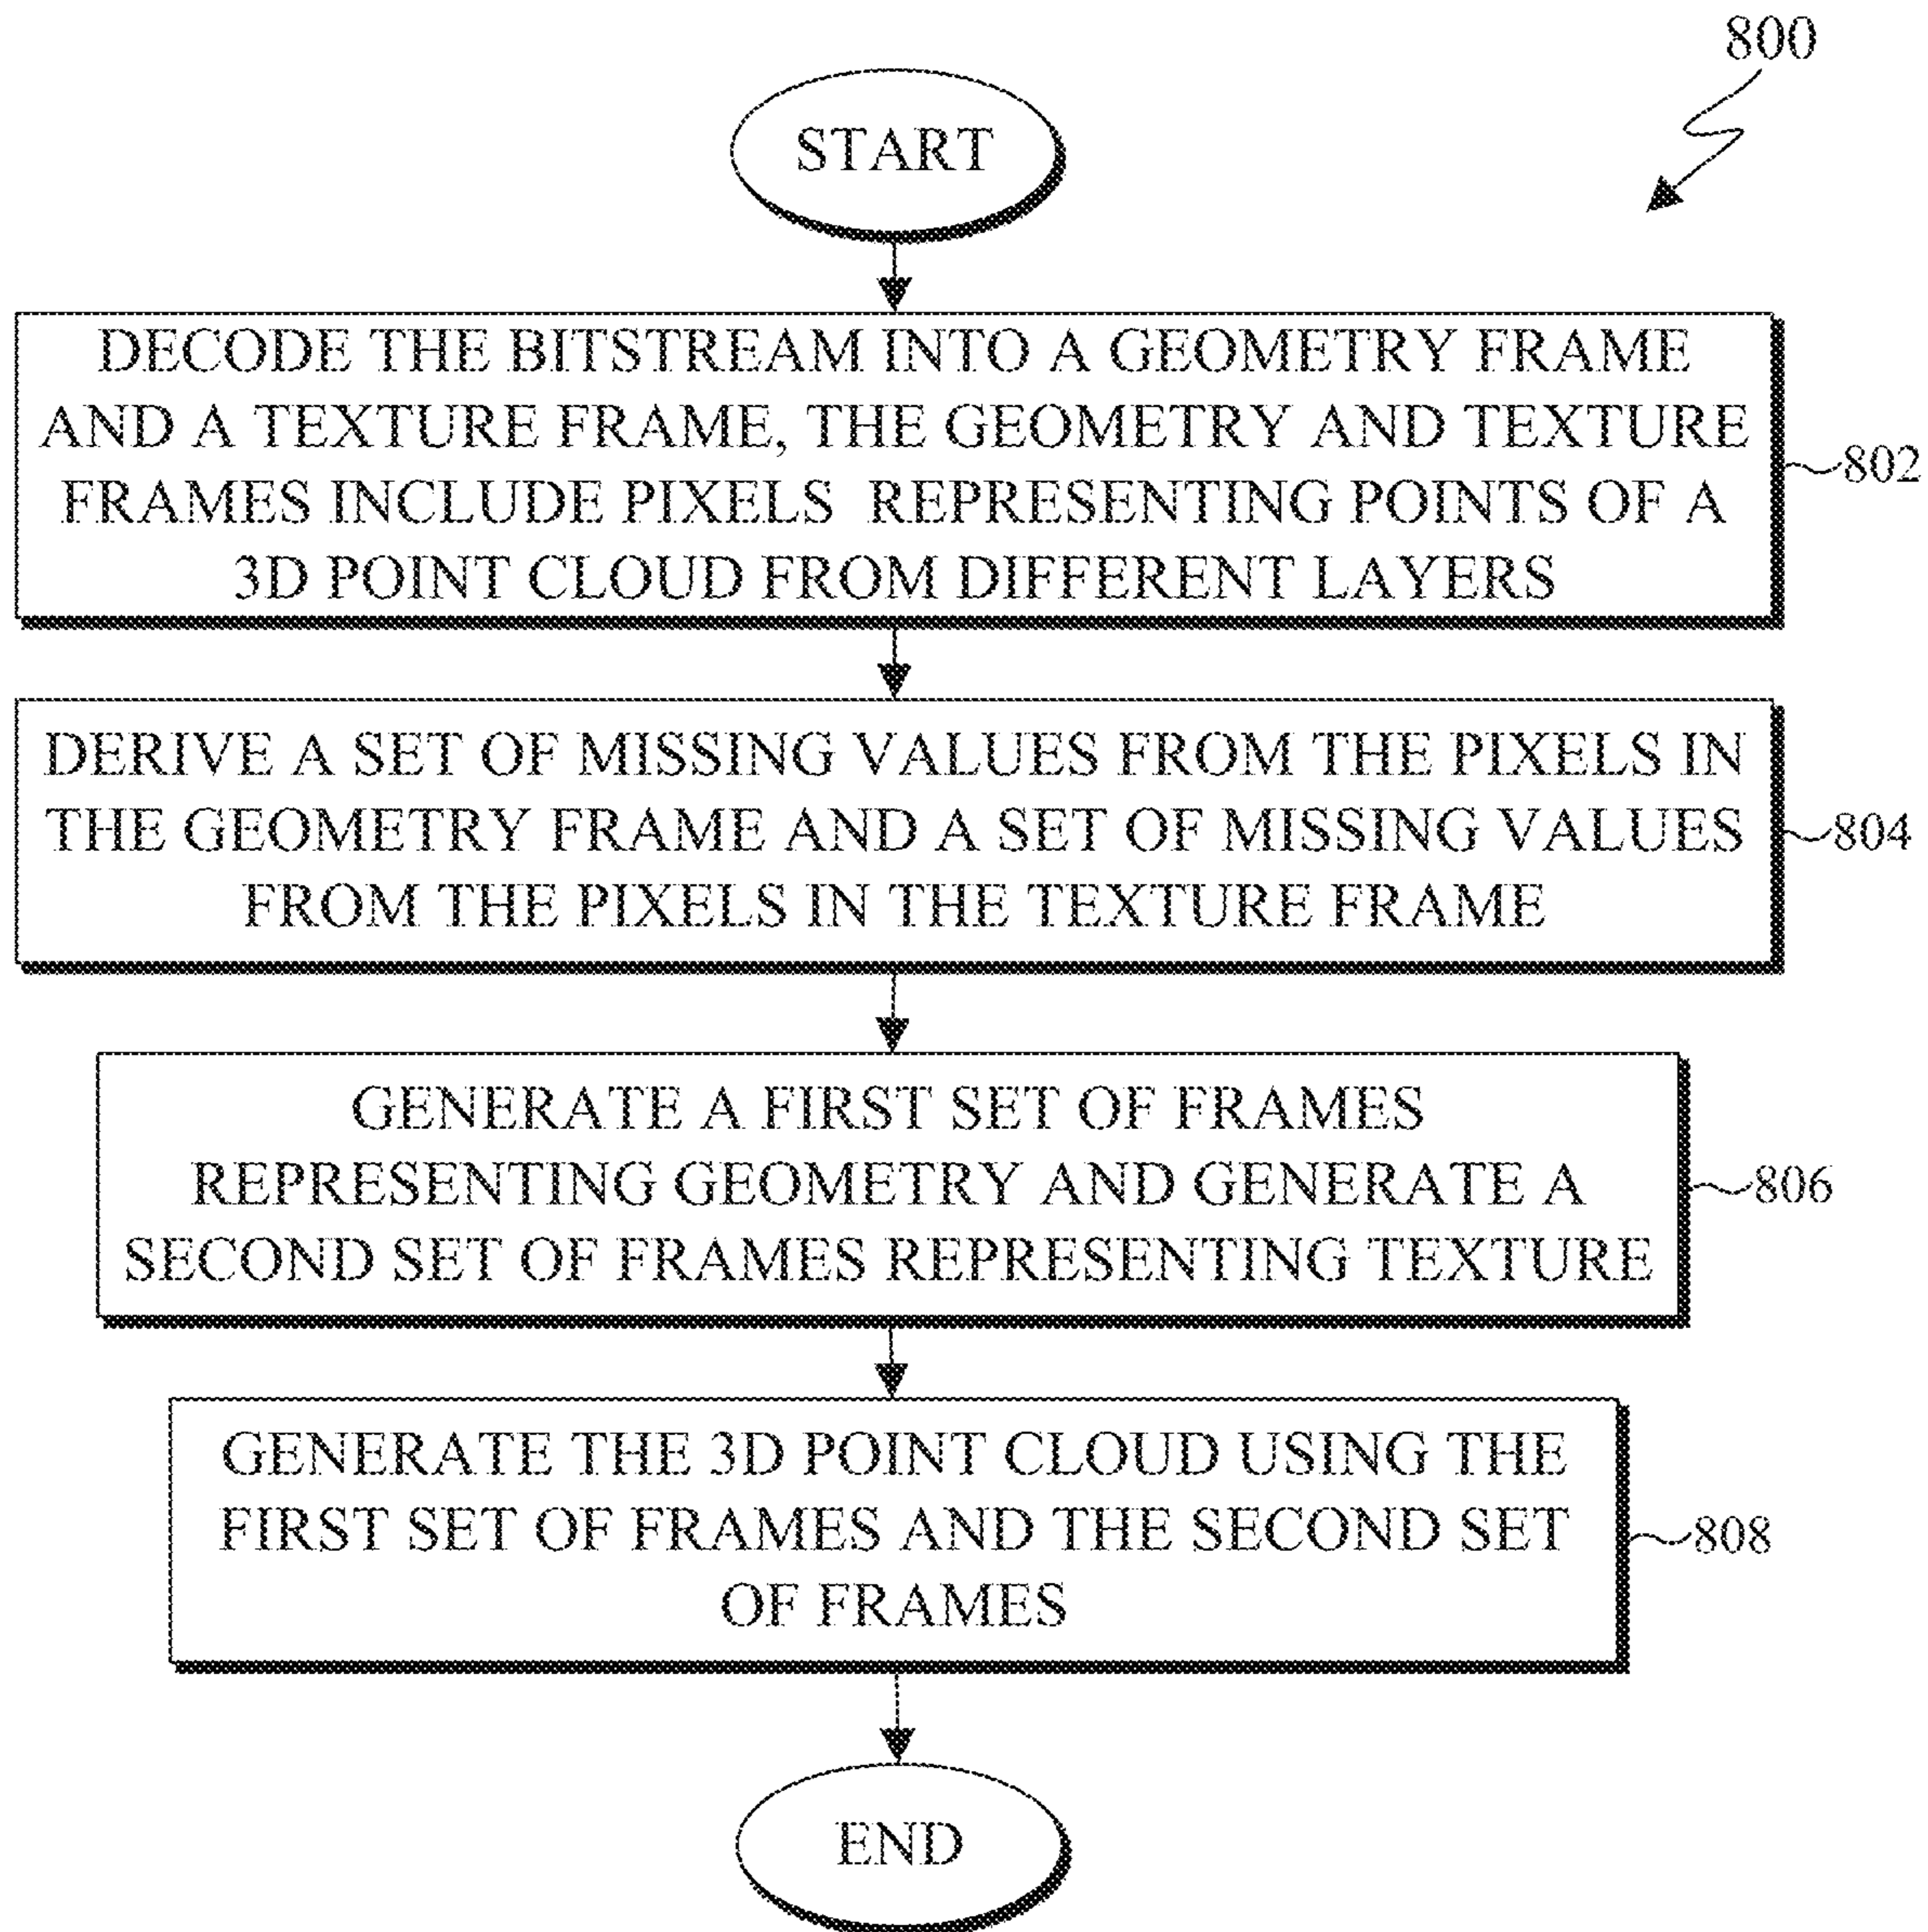 800
START
DECODE THE BITSTREAM INTO A GEOMETRY FRAME
AND A TEXTURE FRAME, THE GEOMETRY AND TEXTURE
FRAMES INCLUDE PIXELS REPRESENTING POINTS OF A
3D POINT CLOUD FROM DIFFERENT LAYERS
802
DERIVE A SET OF MISSING VALUES FROM THE PIXELS IN
THE GEOMETRY FRAME AND A SET OF MISSING VALUES
FROM THE PIXELS IN THE TEXTURE FRAME
804
GENERATE A FIRST SET OF FRAMES
REPRESENTING GEOMETRY AND GENERATE A
SECOND SET OF FRAMES REPRESENTING TEXTURE
806
GENERATE THE 3D POINT CLOUD USING THE
FIRST SET OF FRAMES AND THE SECOND SET
OF FRAMES
808
END